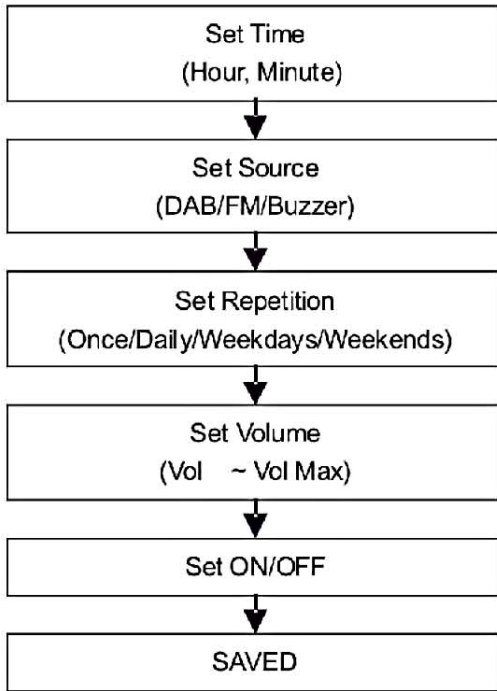 Set Time
(Hour, Minute)
Set Source
(DAB/FM/Buzzer)
Set Repetition
(Once/Daily/Weekdays/Weekends)
Set Volume
(Vol ~ Vol Max)
Set ON/OFF
SAVED